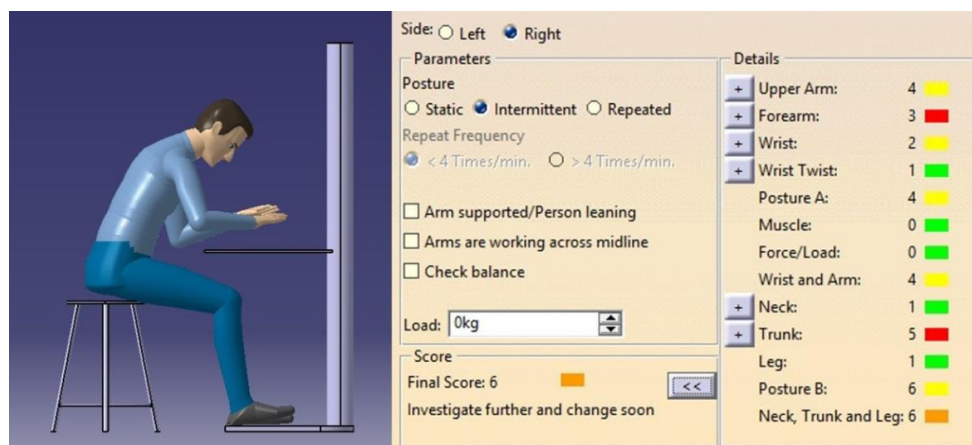 Side: Left Right
Parameters
Posture
Static Intermittent Repeated
Repeat Frequency
< 4 Times/min. > 4 Times/min.
Arm supported/Person leaning
Arms are working across midline
Check balance
Load: 0kg
Score
Final Score: 6
<<
Investigate further and change soon
Details
+ Upper Arm: 4
+ Forearm: 3
+ Wrist: 2
+ Wrist Twist: 1
Posture A: 4
Muscle: 0
Force/Load: 0
Wrist and Arm: 4
+ Neck: 1
+ Trunk: 5
Leg: 1
Posture B: 6
Neck, Trunk and Leg: 6